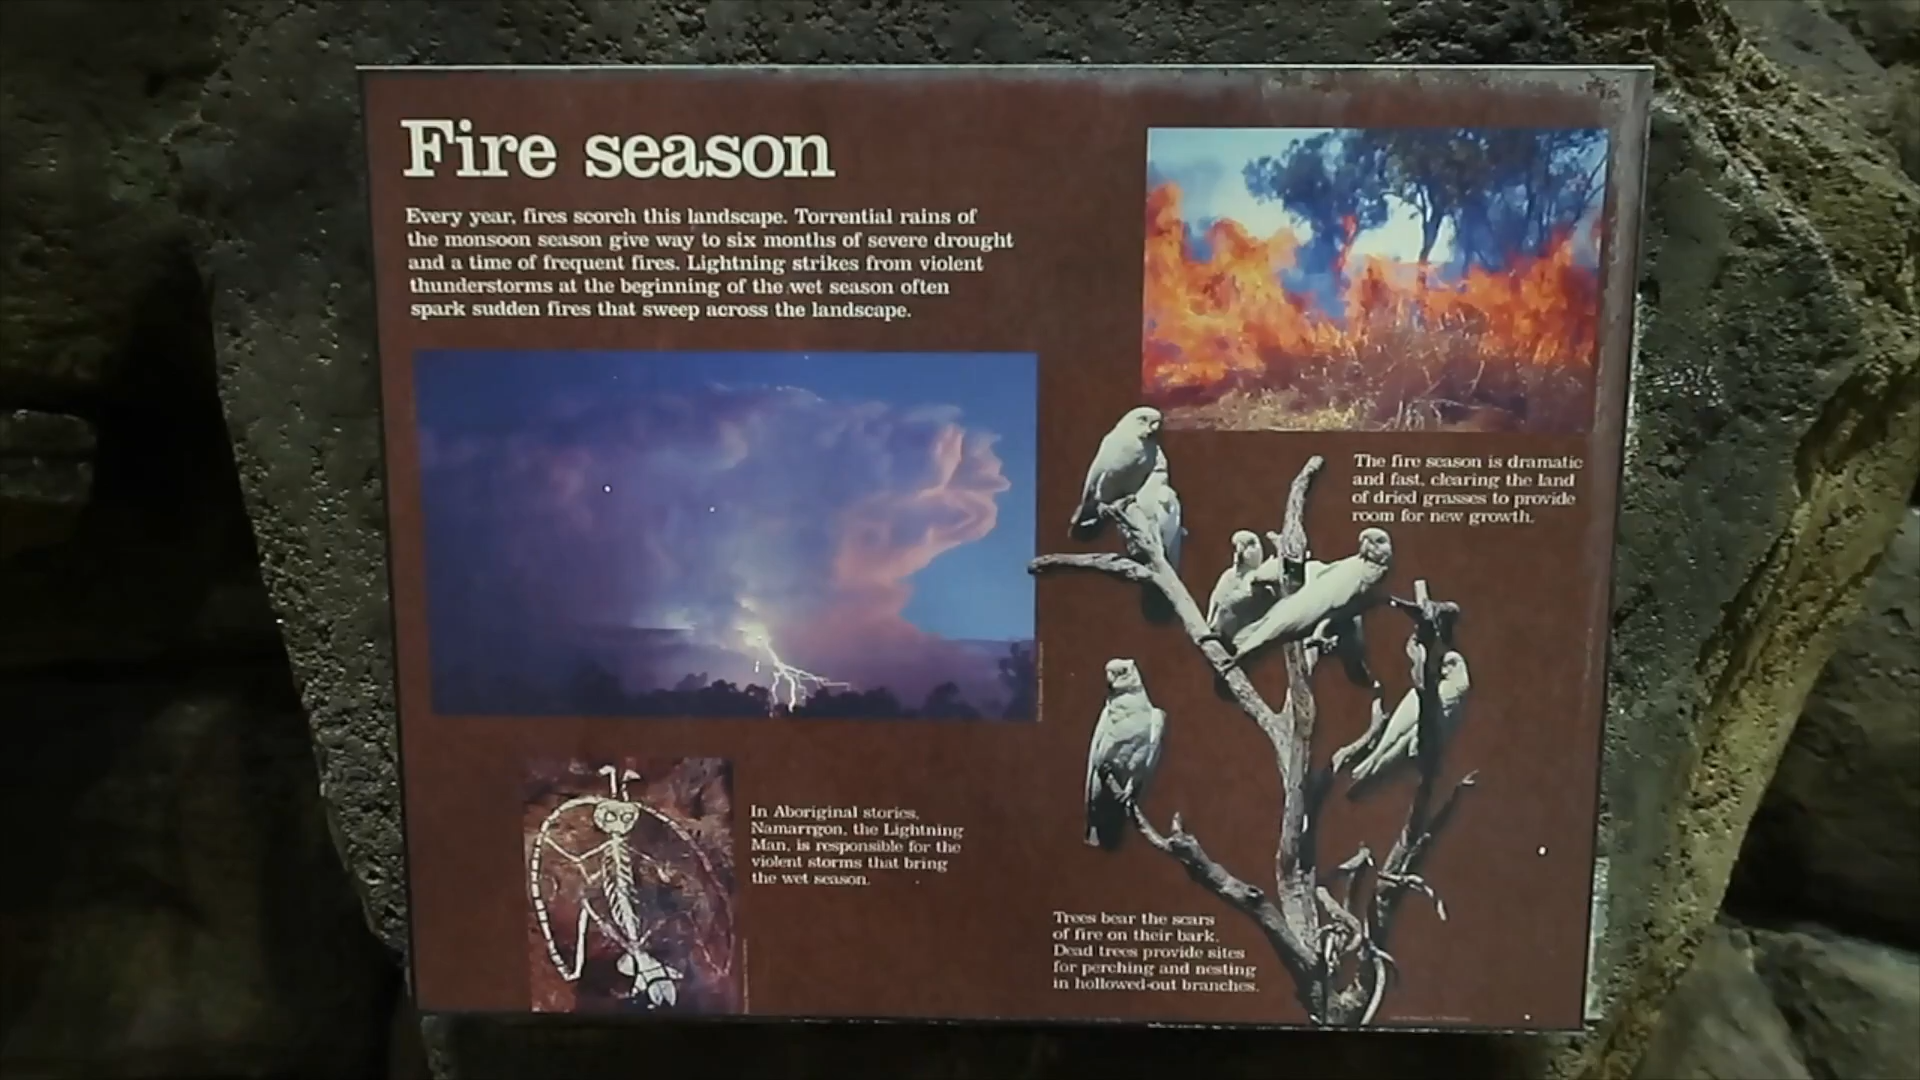 Fire season
Every year, fires scorch this landscape. Torrential rains of
the monsoon season give way to six months of severe drought
and a time of frequent fires. Lightning strikes from violent
thunderstorms at the beginning of the wet season often
spark sudden fires that sweep across the landscape.
The fire season is dramatic
and fast, clearing the land
of dried grasses to provide
room for new growth.
In Aboriginal stories,
Namarrgon, the Lightning
Man, is responsible for the
violent storms that bring
the wet season.
Trees bear the scars
of fire on their bark.
Dead trees provide sites
for perching and nesting
in hollowed-out branches.